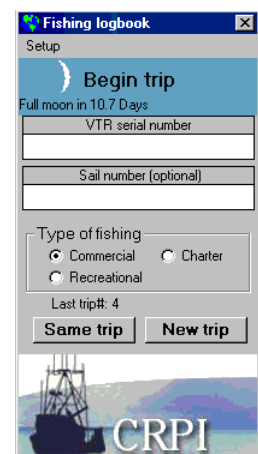 Fishing logbook
Setup
Begin trip
Full moon in 10.7 Days
VTR serial number
Sail number (optional)
Type of fishing
Commercial Charter
Recreational
Last trip#: 4
Same trip New trip
CRPI